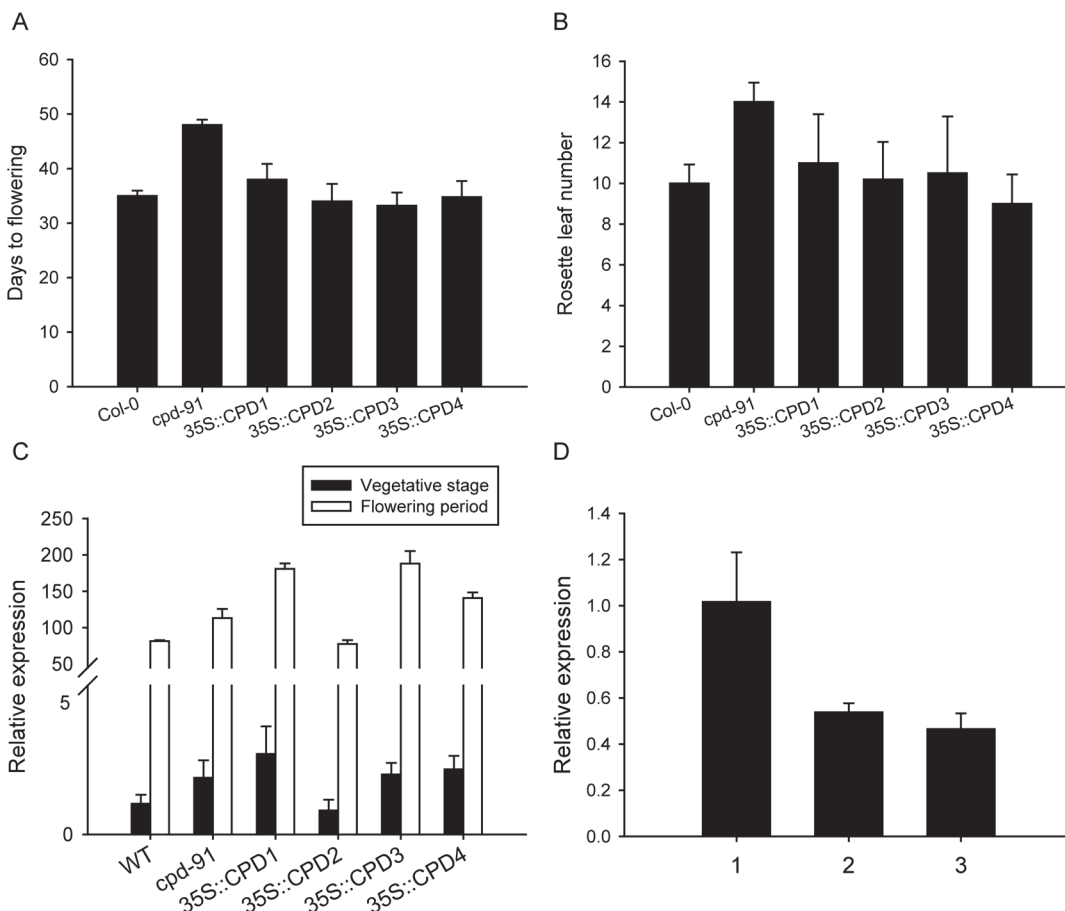 A
Days to flowering
60
50
40
30
20
10
0
Col-0
cpd-91
35S::CPD1
35S::CPD2
35S::CPD3
35S::CPD4
B
Rosette leaf number
16
14
12
10
8
6
4
2
0
Col-0
cpd-91
35S::CPD1
35S::CPD2
35S::CPD3
35S::CPD4
C
Vegetative stage
Flowering period
Relative expression
250
200
150
100
50
5
0
WT
cpd-91
35S::CPD1
35S::CPD2
35S::CPD3
35S::CPD4
D
Relative expression
1.4
1.2
1.0
0.8
0.6
0.4
0.2
0.0
1
2
3